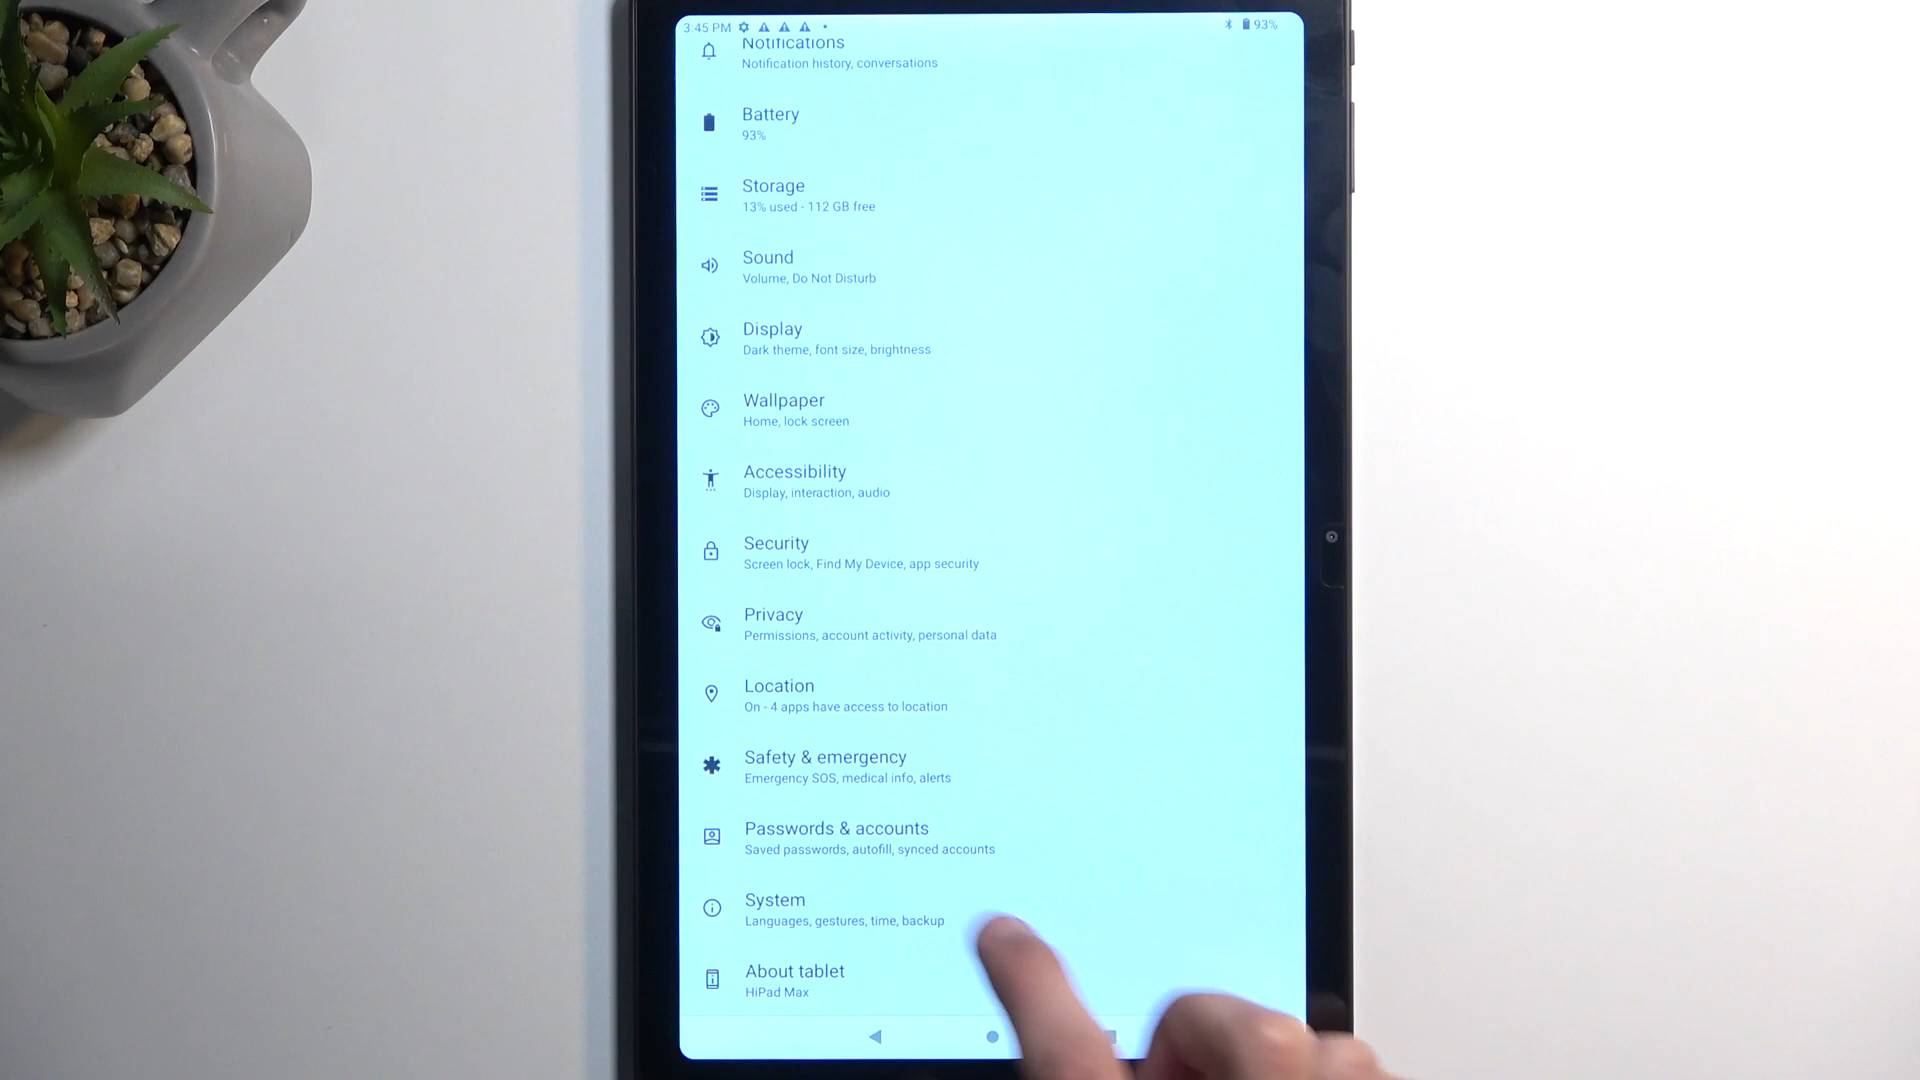 3:45 PM 93%
Notifications
Notification history, conversations
Battery
93%
Storage
13% used - 112 GB free
Sound
Volume, Do Not Disturb
Display
Dark theme, font size, brightness
Wallpaper
Home, lock screen
Accessibility
Display, interaction, audio
Security
Screen lock, Find My Device, app security
Privacy
Permissions, account activity, personal data
Location
On - 4 apps have access to location
Safety & emergency
Emergency SOS, medical info, alerts
Passwords & accounts
Saved passwords, autofill, synced accounts
System
Languages, gestures, time, backup
About tablet
HiPad Max